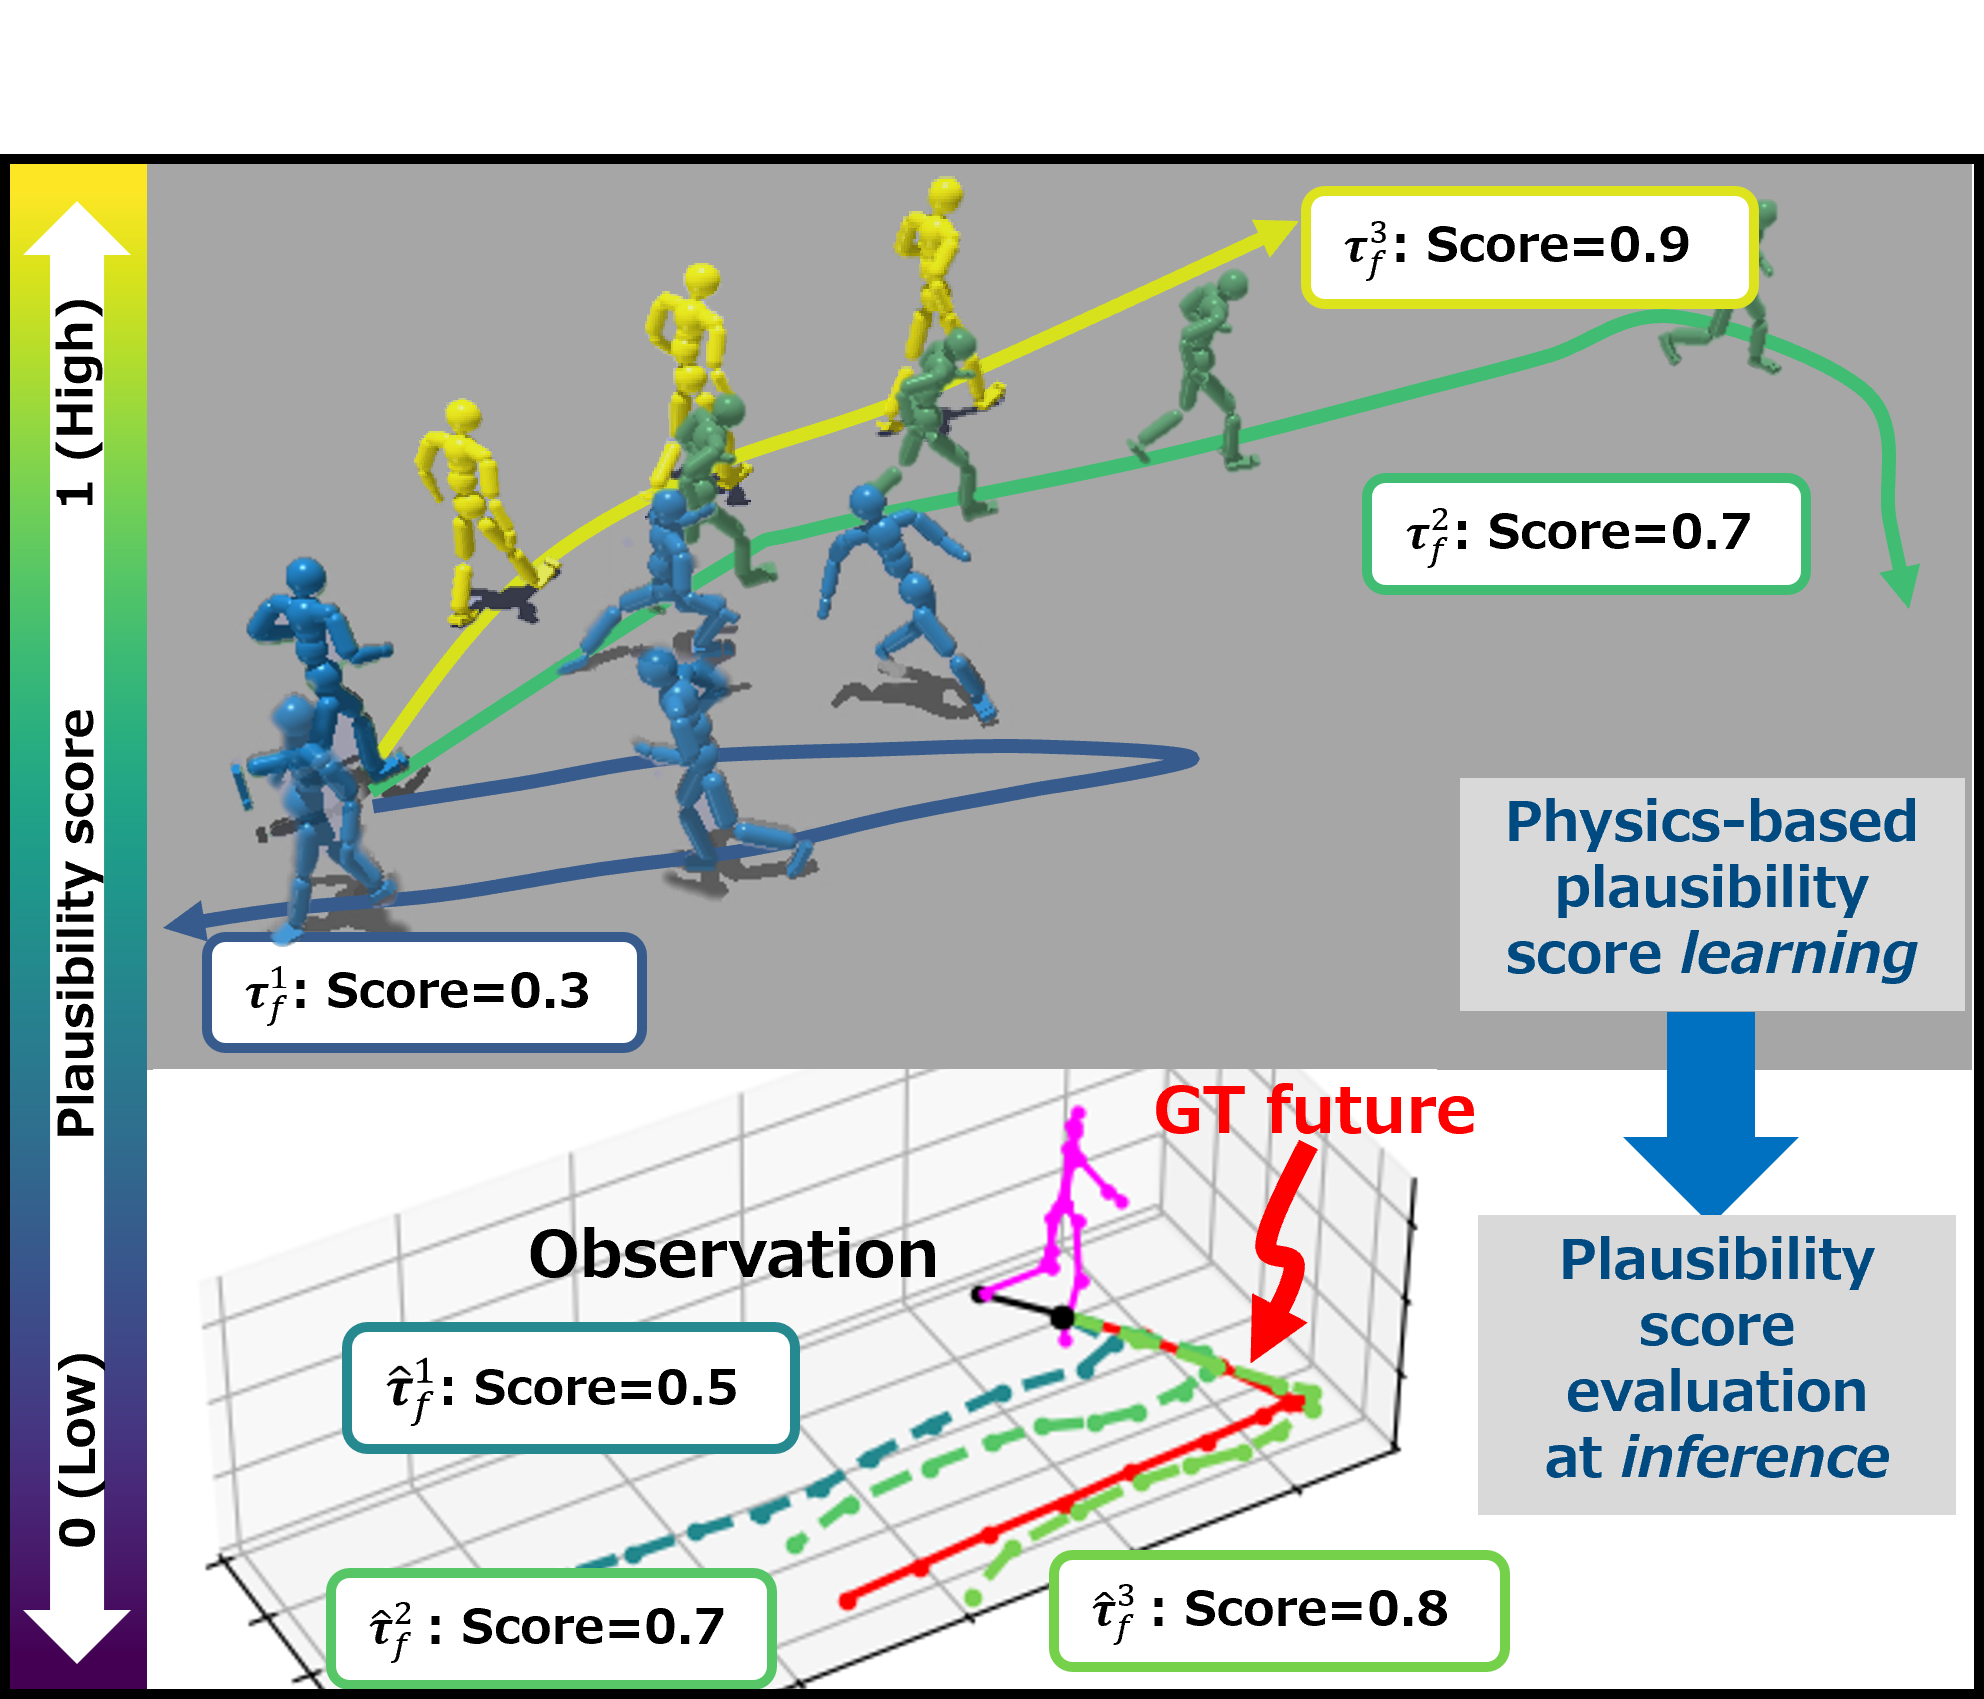 1 (High)
Plausibility score
0 (Low)
τ_f^3: Score=0.9
τ_f^2: Score=0.7
τ_f^1: Score=0.3
Physics-based
plausibility
score learning
GT future
Observation
Plausibility
score
evaluation
at inference
τ̂_f^1: Score=0.5
τ̂_f^2 : Score=0.7
τ̂_f^3 : Score=0.8